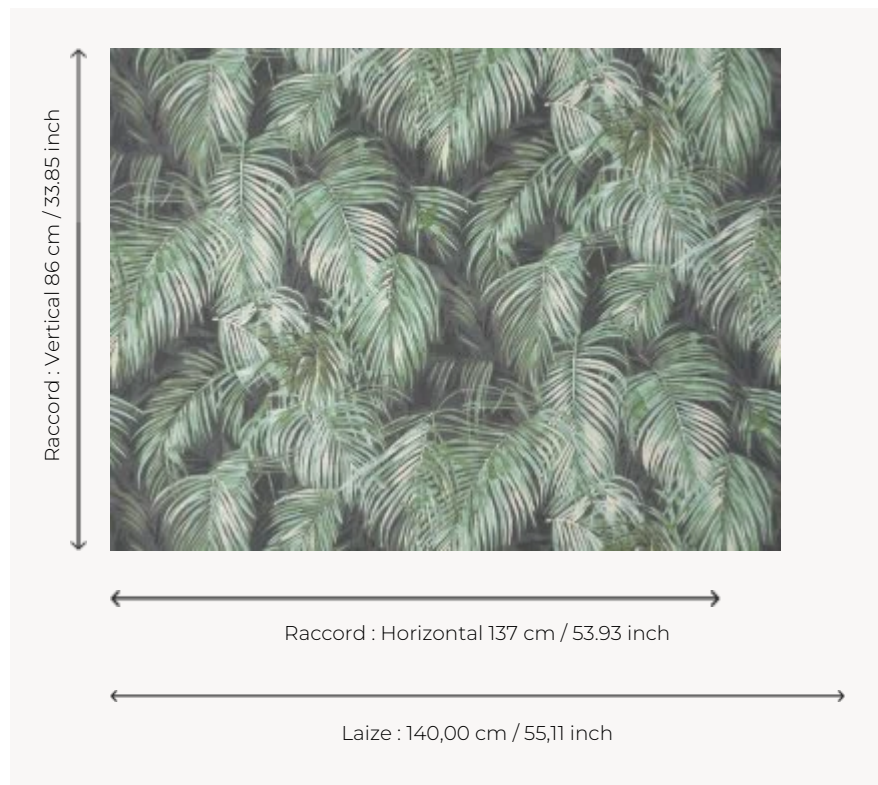 Raccord : Vertical 86 cm / 33.85 inch
Raccord : Horizontal 137 cm / 53.93 inch
Laize : 140,00 cm / 55,11 inch